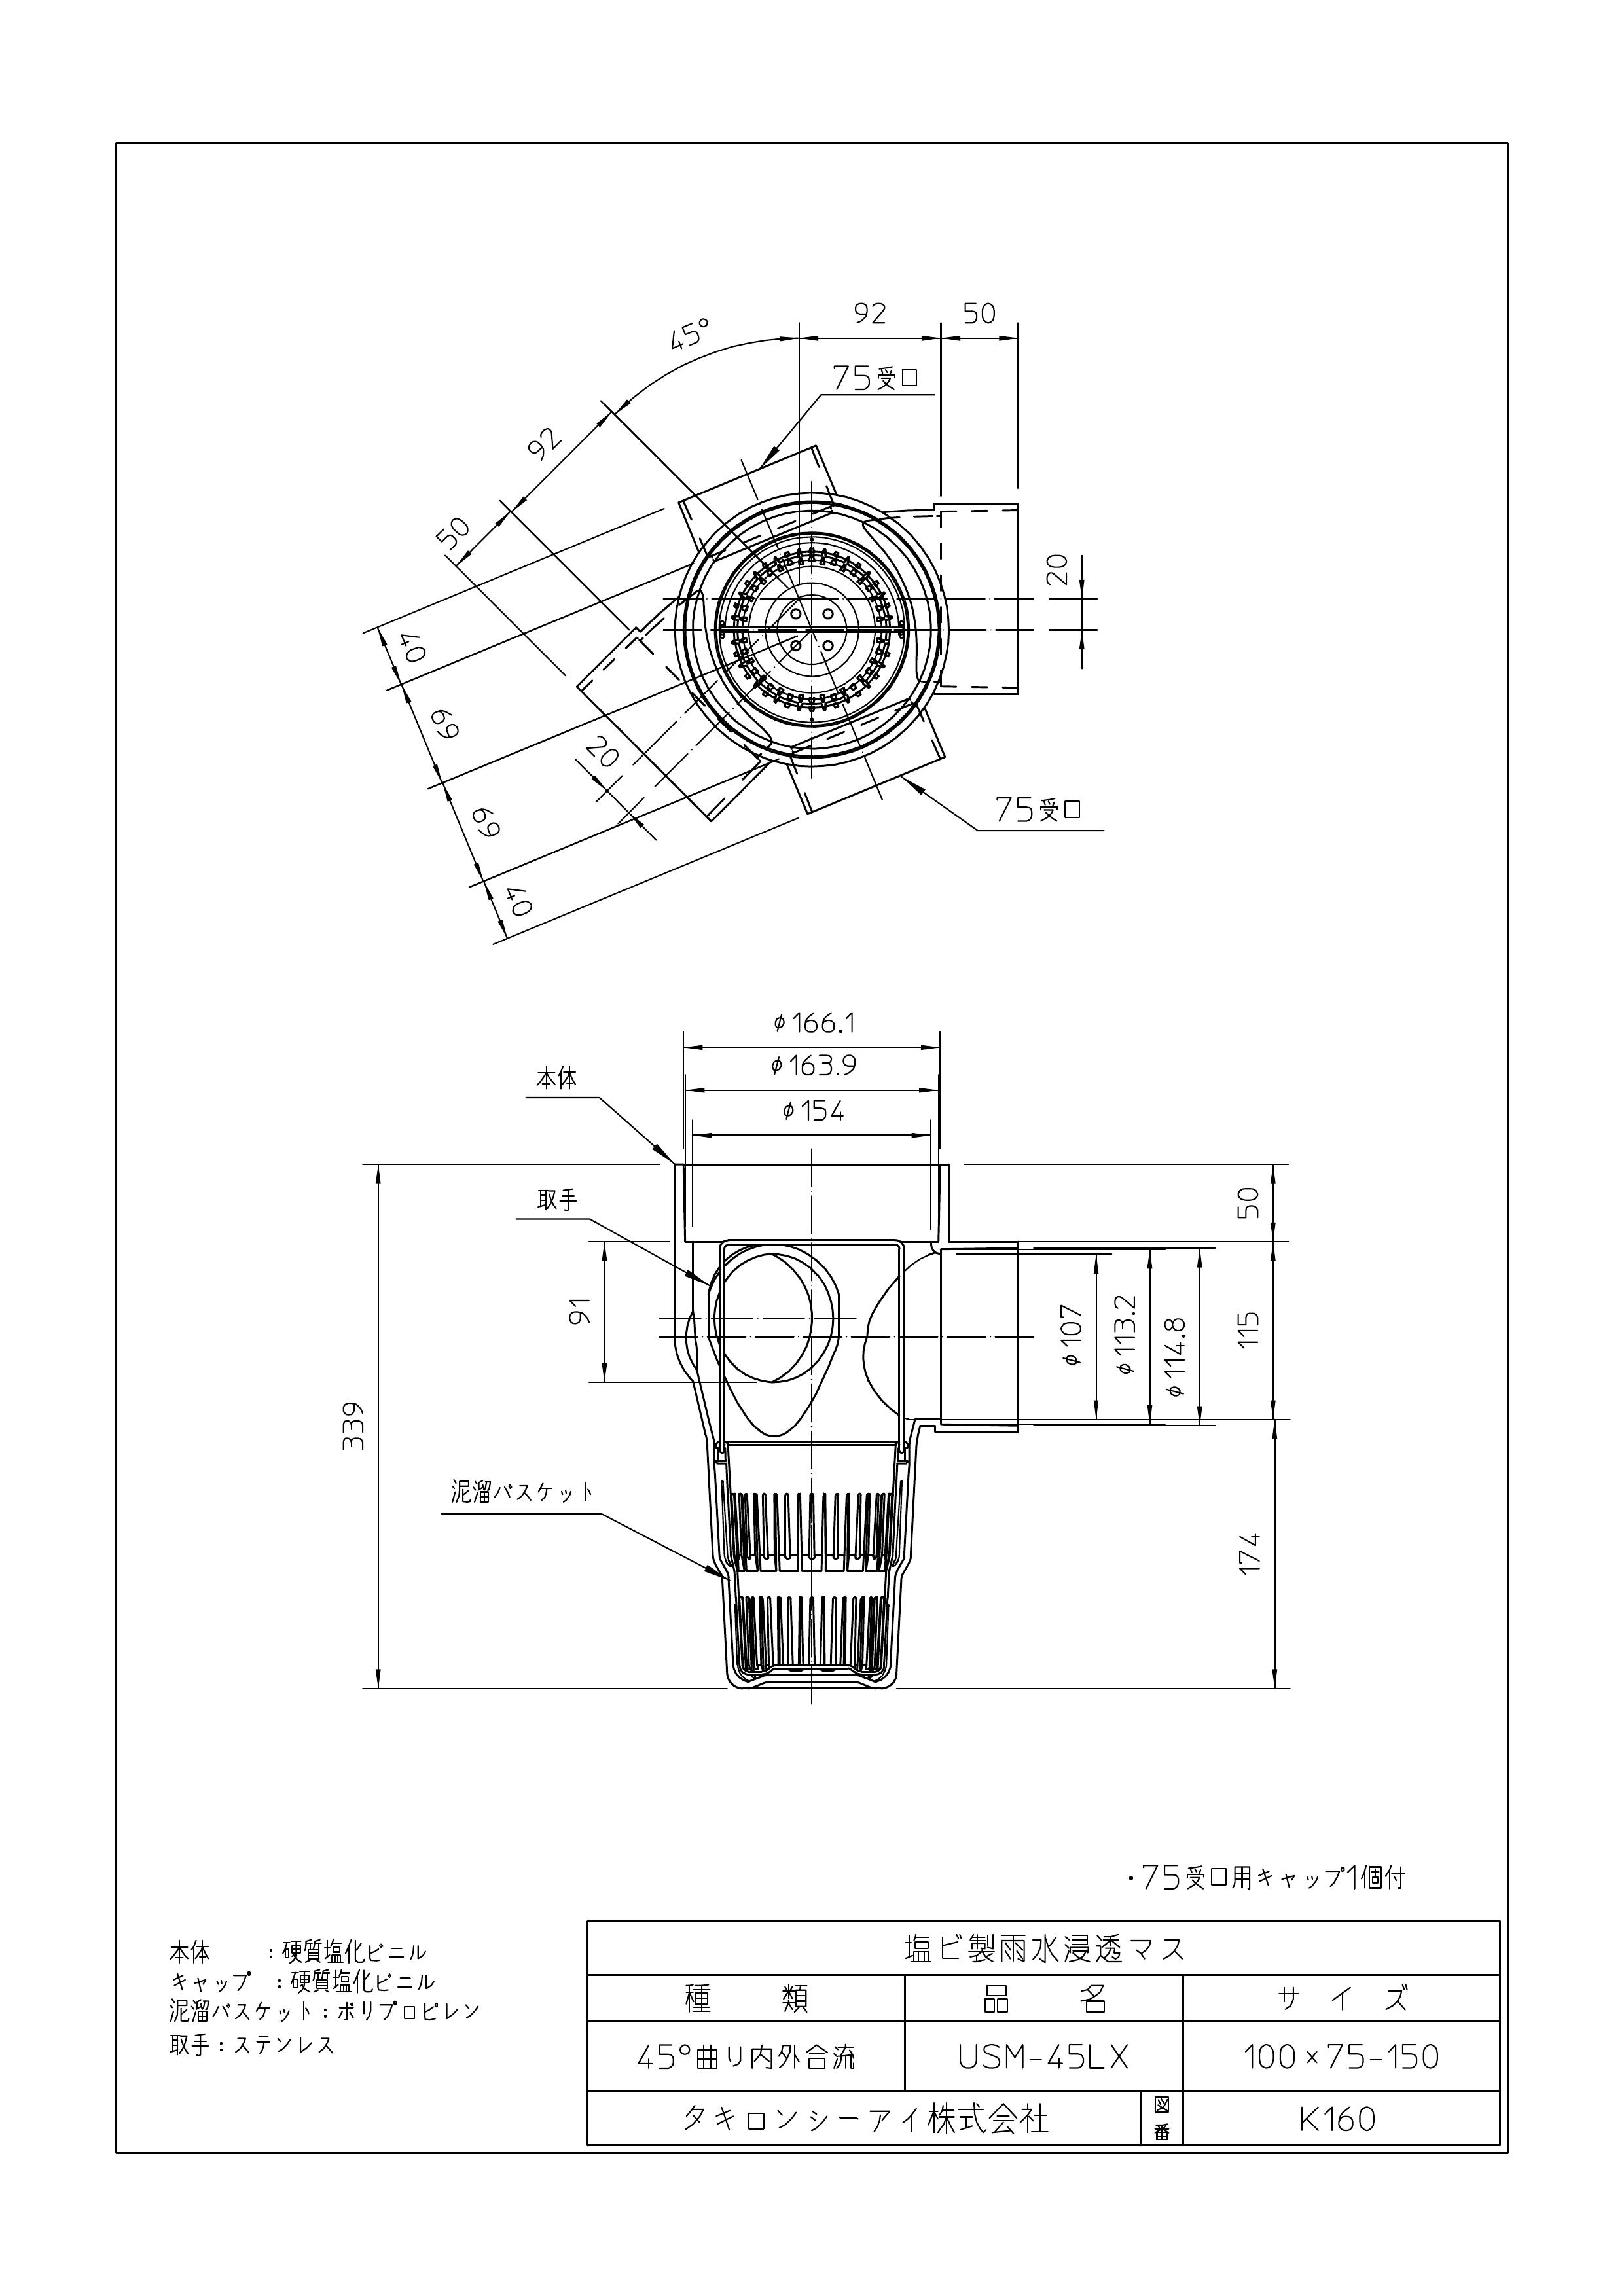 92
50
45°
75受口
92
50
20
40
69
20
69
75受口
40
φ166.1
φ163.9
φ154
本体
取手
50
91
φ107
φ113.2
φ114.8
115
339
泥溜バスケット
174
・75受口用キャップ1個付
本体　　：硬質塩化ビニル
キャップ　：硬質塩化ビニル
泥溜バスケット：ポリプロピレン
取手：ステンレス
塩ビ製雨水浸透マス
種　類　品　名　サ　イ　ズ
45°曲り内外合流　USM-45LX　100×75-150
タキロンシーアイ株式会社　図番　K160